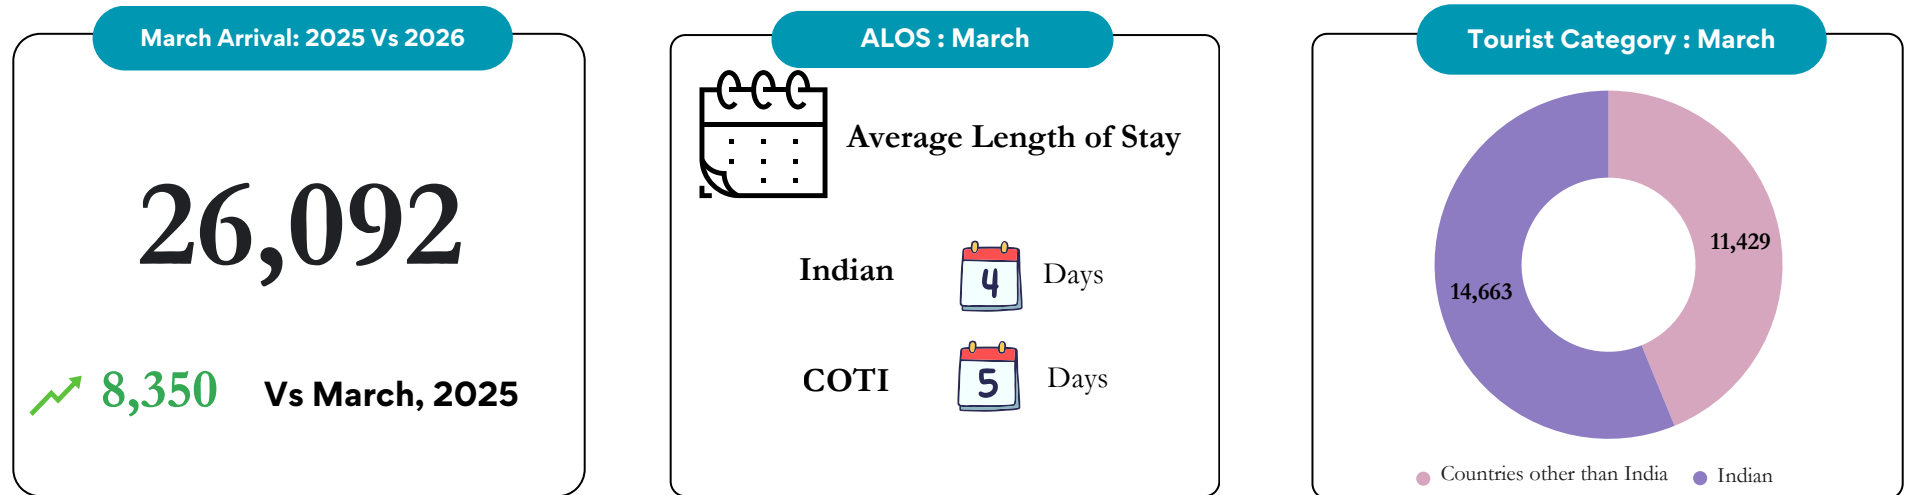 March Arrival: 2025 Vs 2026
26,092
8,350 Vs March, 2025
ALOS : March
Average Length of Stay
Indian 4 Days
COTI 5 Days
Tourist Category : March
11,429
14,663
Countries other than India Indian